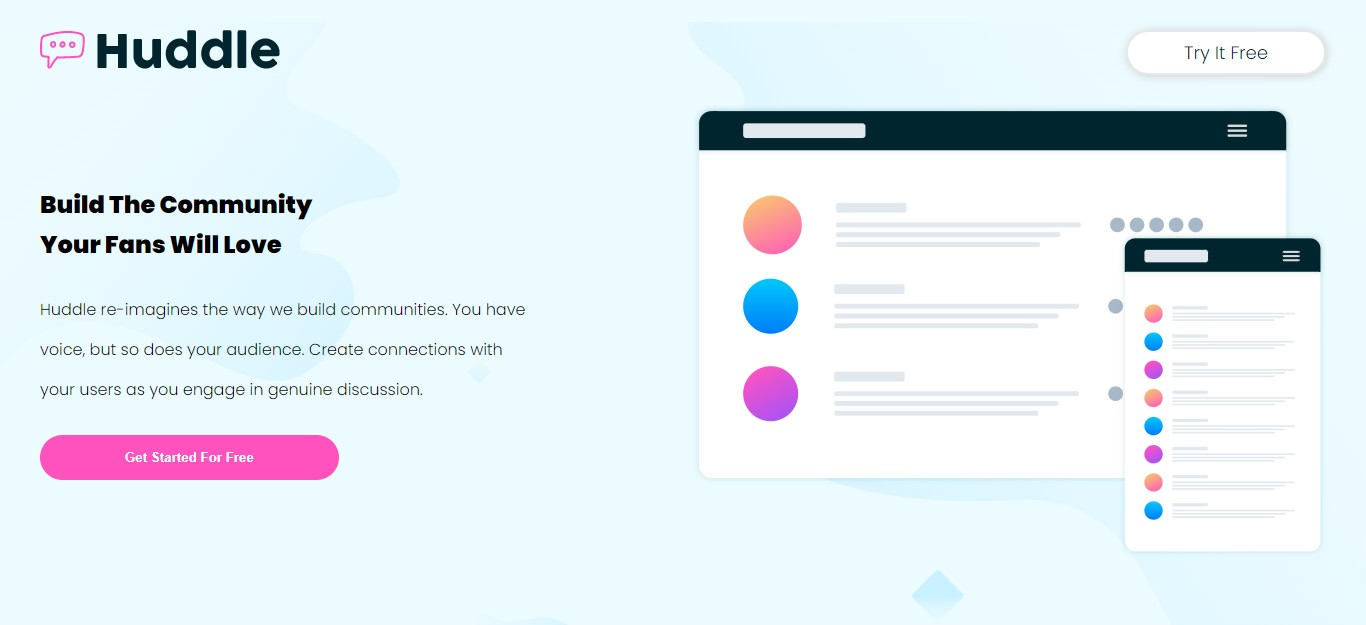 Huddle
Try It Free
Build The Community
Your Fans Will Love
Huddle re-imagines the way we build communities. You have
voice, but so does your audience. Create connections with
your users as you engage in genuine discussion.
Get Started For Free